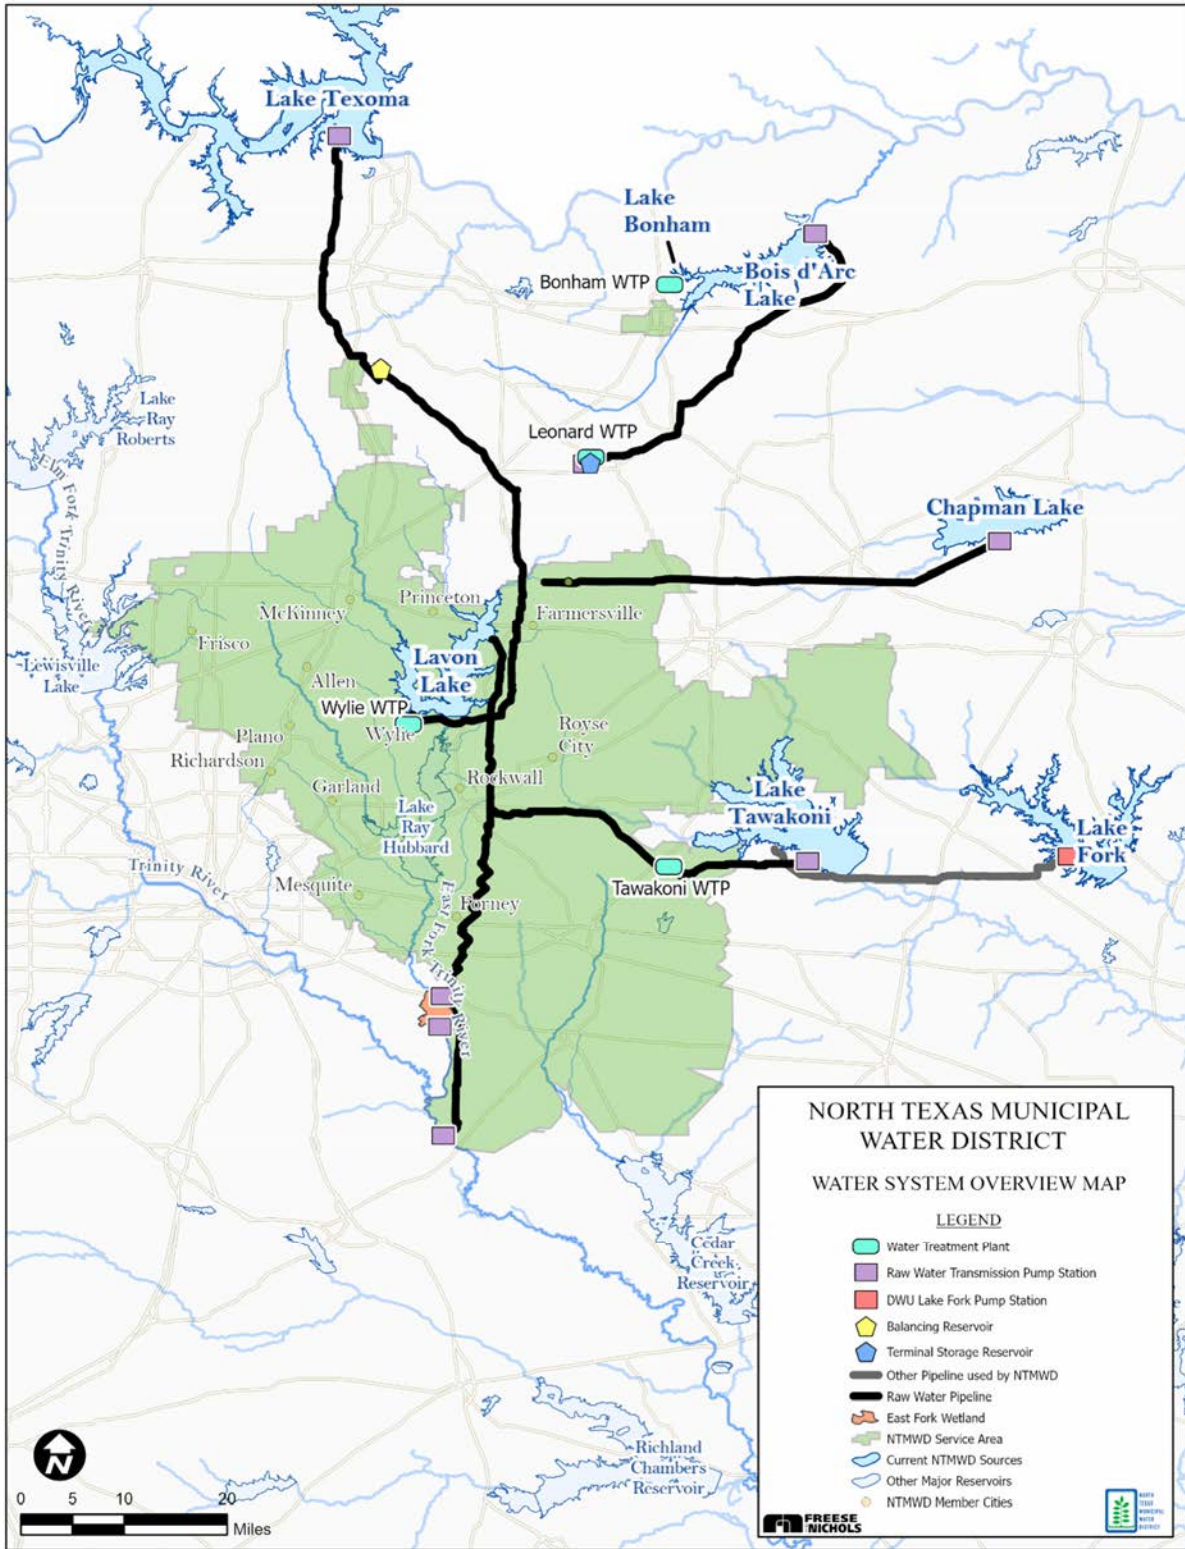 Lake Texoma
Lake
Bonham
Bonham WTP
Bois d'Arc
Lake
Lake
Ray
Roberts
Leonard WTP
Elm Fork Trinity River
Chapman Lake
McKinney
Princeton
Farmersville
Frisco
Lewisville
Lake
Allen
Lavon
Lake
Wylie WTP
Wylie
Plano
Royse
City
Richardson
Garland
Rockwall
Lake
Ray
Hubbard
Lake
Tawakoni
Lake
Fork
Trinity River
Mesquite
East Fork Trinity River
Forney
Tawakoni WTP
Cedar
Creek
Reservoir
Richland
Chambers
Reservoir
N
0 5 10 20
Miles
NORTH TEXAS MUNICIPAL
WATER DISTRICT
WATER SYSTEM OVERVIEW MAP
LEGEND
Water Treatment Plant
Raw Water Transmission Pump Station
DWU Lake Fork Pump Station
Balancing Reservoir
Terminal Storage Reservoir
Other Pipeline used by NTMWD
Raw Water Pipeline
East Fork Wetland
NTMWD Service Area
Current NTMWD Sources
Other Major Reservoirs
NTMWD Member Cities
FREESE
NICHOLS
NORTH
TEXAS
MUNICIPAL
WATER
DISTRICT